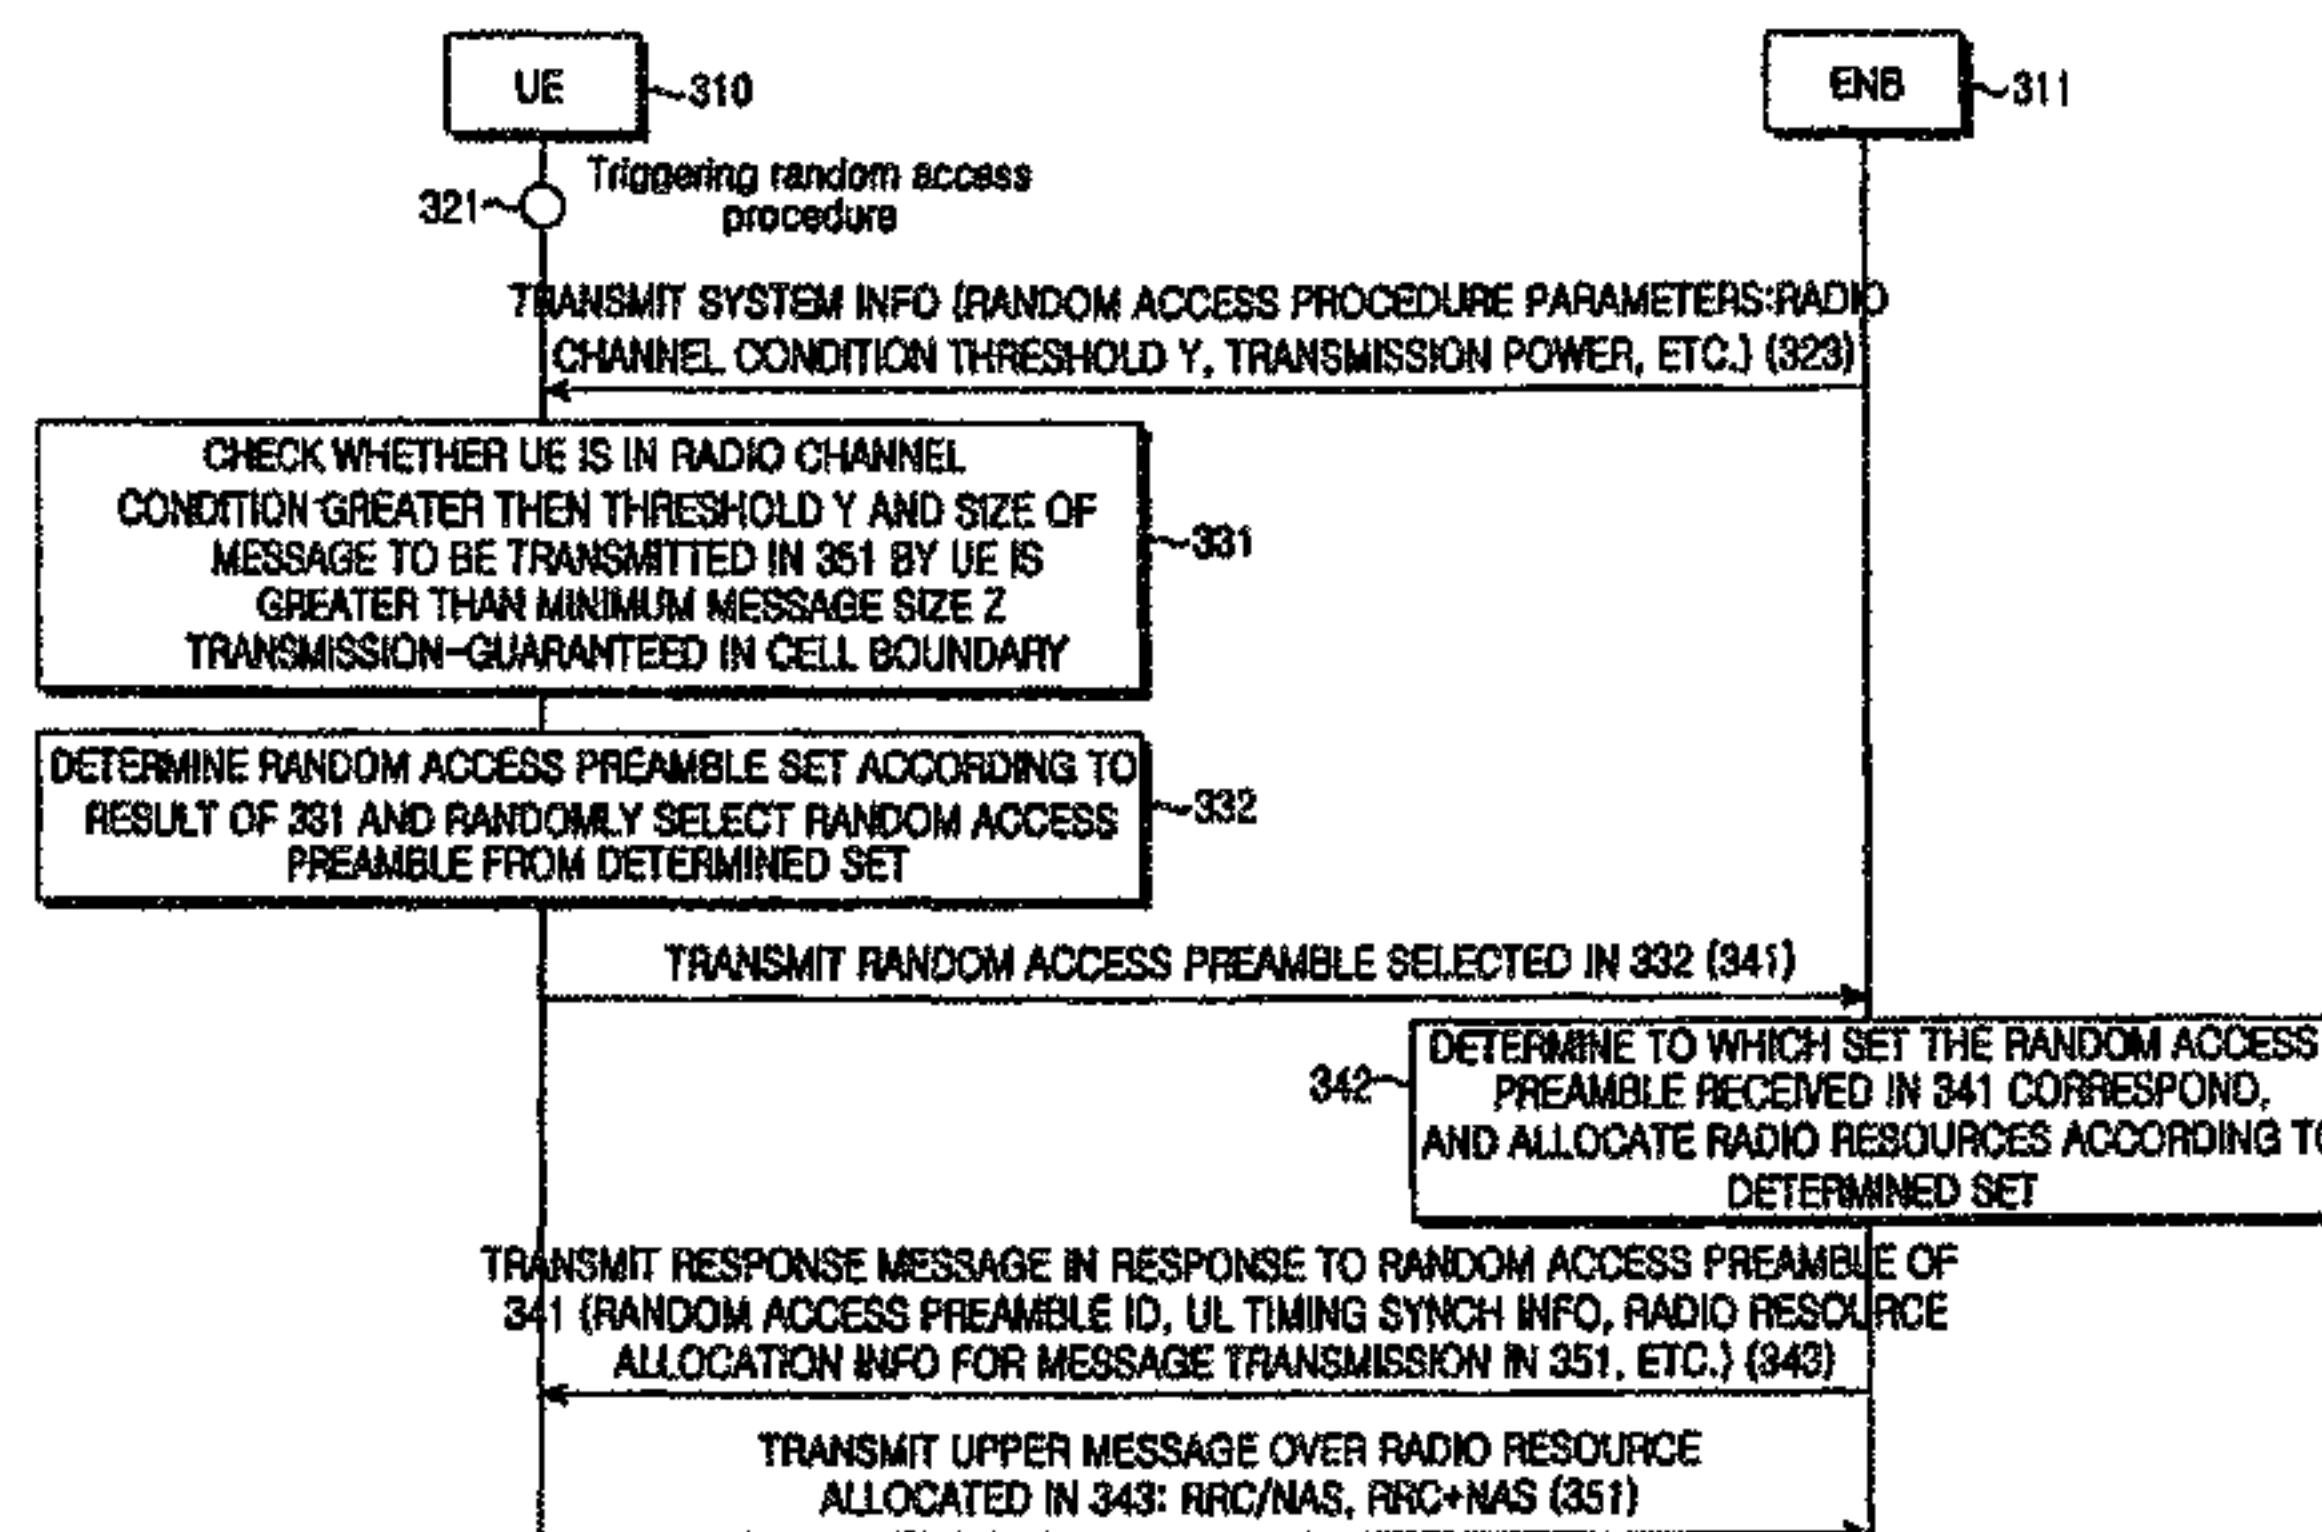 UE
310
ENB
311
Triggering random access
procedure
321
TRANSMIT SYSTEM INFO (RANDOM ACCESS PROCEDURE PARAMETERS:RADIO
CHANNEL CONDITION THRESHOLD Y, TRANSMISSION POWER, ETC.) (323)
CHECK WHETHER UE IS IN RADIO CHANNEL
CONDITION GREATER THEN THRESHOLD Y AND SIZE OF
MESSAGE TO BE TRANSMITTED IN 351 BY UE IS
GREATER THAN MINIMUM MESSAGE SIZE Z
TRANSMISSION-GUARANTEED IN CELL BOUNDARY
331
DETERMINE RANDOM ACCESS PREAMBLE SET ACCORDING TO
RESULT OF 331 AND RANDOMLY SELECT RANDOM ACCESS
PREAMBLE FROM DETERMINED SET
332
TRANSMIT RANDOM ACCESS PREAMBLE SELECTED IN 332 (341)
342
DETERMINE TO WHICH SET THE RANDOM ACCESS
PREAMBLE RECEIVED IN 341 CORRESPOND,
AND ALLOCATE RADIO RESOURCES ACCORDING TO
DETERMINED SET
TRANSMIT RESPONSE MESSAGE IN RESPONSE TO RANDOM ACCESS PREAMBLE OF
341 (RANDOM ACCESS PREAMBLE ID, UL TIMING SYNCH INFO, RADIO RESOURCE
ALLOCATION INFO FOR MESSAGE TRANSMISSION IN 351, ETC.) (343)
TRANSMIT UPPER MESSAGE OVER RADIO RESOURCE
ALLOCATED IN 343: RRC/NAS, RRC+NAS (351)